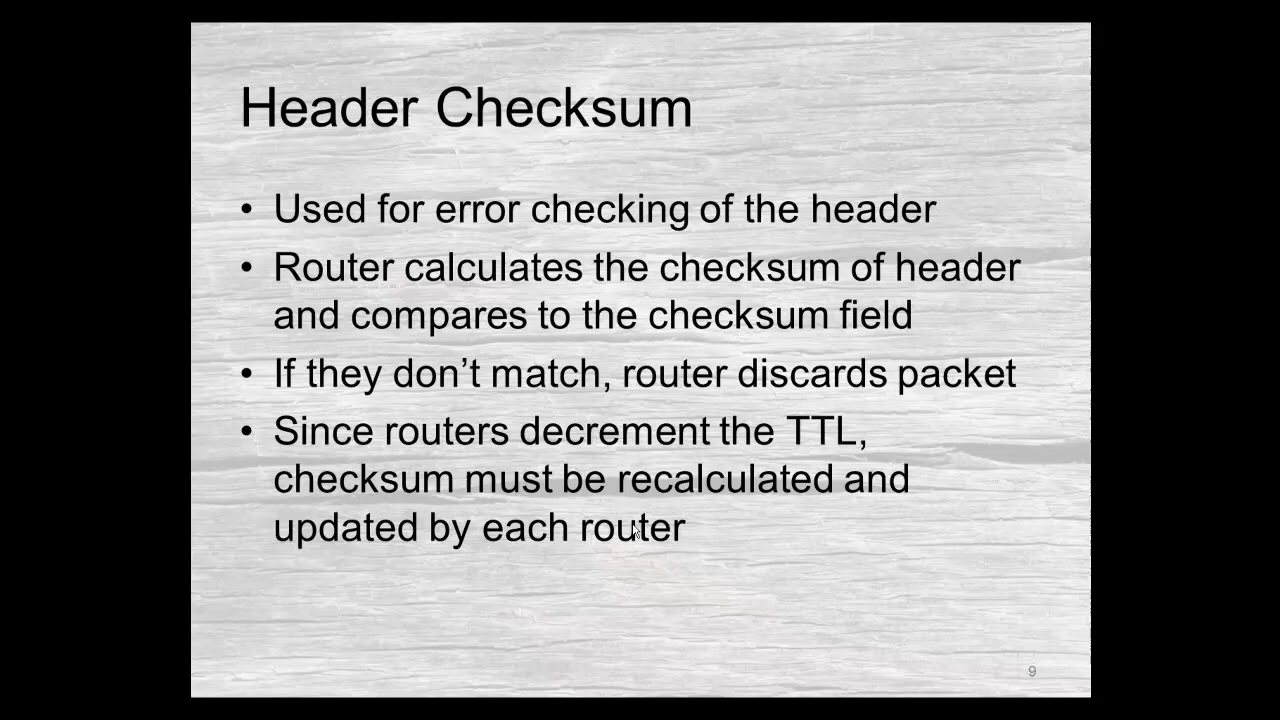 Header Checksum
• Used for error checking of the header
• Router calculates the checksum of header
and compares to the checksum field
• If they don’t match, router discards packet
• Since routers decrement the TTL,
checksum must be recalculated and
updated by each router
9